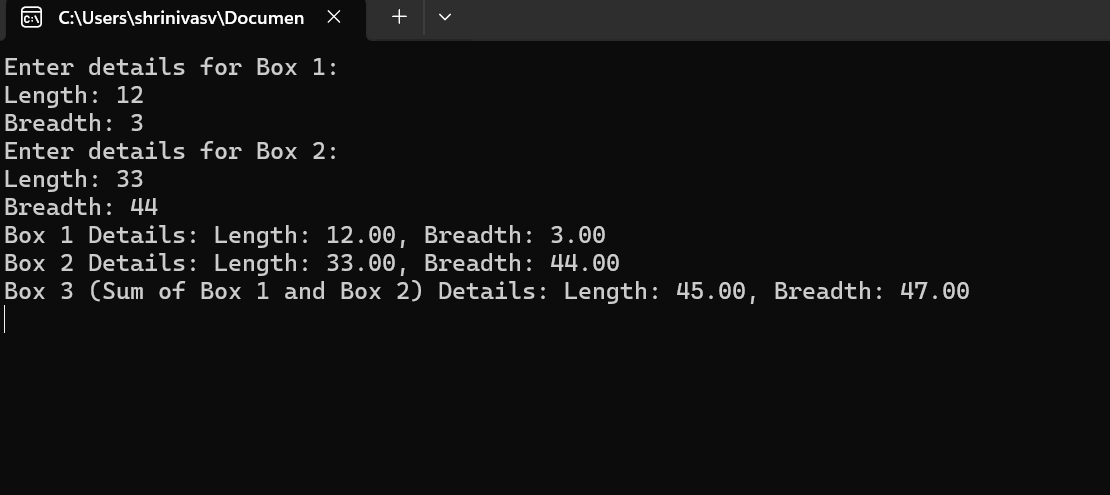 C:\Users\shrinivasv\Documen
Enter details for Box 1:
Length: 12
Breadth: 3
Enter details for Box 2:
Length: 33
Breadth: 44
Box 1 Details: Length: 12.00, Breadth: 3.00
Box 2 Details: Length: 33.00, Breadth: 44.00
Box 3 (Sum of Box 1 and Box 2) Details: Length: 45.00, Breadth: 47.00